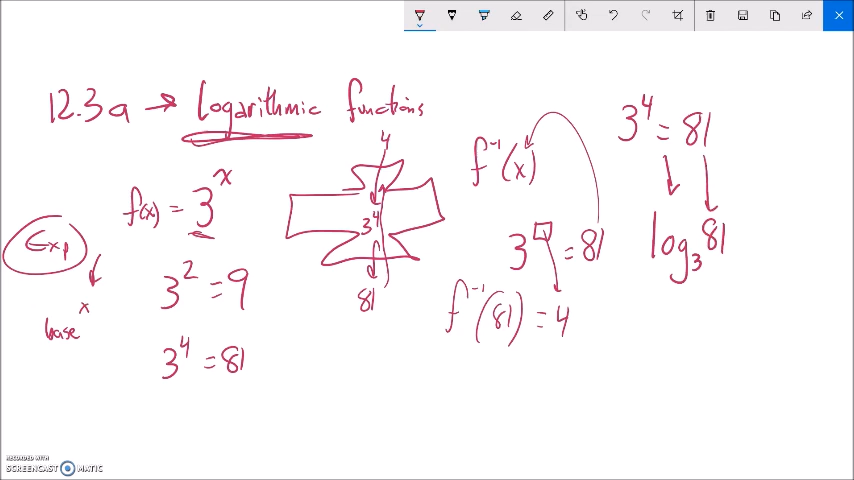 12.3a → Logarithmic functions
f(x) = 3^x
Exp
base^x
3^2 = 9
3^4 = 81
4
3^4
81
f^-1(x)
3^□ = 81
f^-1(81) = 4
3^4 = 81
log_3 81
RECORDED WITH
SCREENCAST MATIC